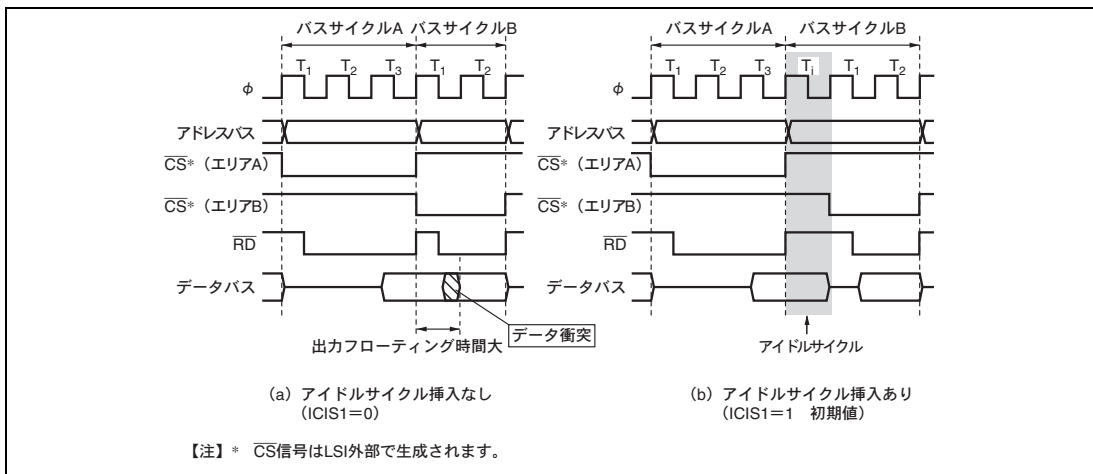 バスサイクルA バスサイクルB
T1 T2 T3 T1 T2
φ
アドレスバス
CS* (エリアA)
CS* (エリアB)
RD
データバス
データ衝突
出力フローティング時間大
(a) アイドルサイクル挿入なし
(ICIS1=0)
バスサイクルA バスサイクルB
T1 T2 T3 Ti T1 T2
φ
アドレスバス
CS* (エリアA)
CS* (エリアB)
RD
データバス
アイドルサイクル
(b) アイドルサイクル挿入あり
(ICIS1=1 初期値)
【注】* CS信号はLSI外部で生成されます。